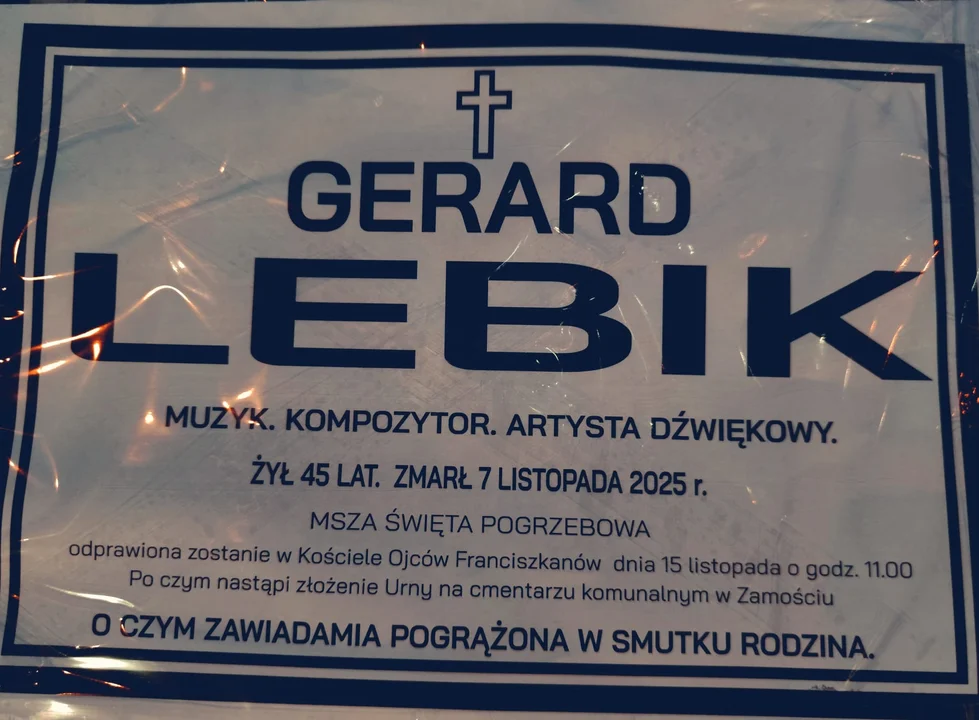 GERARD
LEBIK
MUZYK. KOMPOZYTOR. ARTYSTA DŹWIĘKOWY.
ŻYŁ 45 LAT. ZMARŁ 7 LISTOPADA 2025 r.
MSZA ŚWIĘTA POGRZEBOWA
odprawiona zostanie w Kościele Ojców Franciszkanów dnia 15 listopada o godz. 11.00
Po czym nastąpi złożenie Urny na cmentarzu komunalnym w Zamościu
O CZYM ZAWIADAMIA POGRĄŻONA W SMUTKU RODZINA.